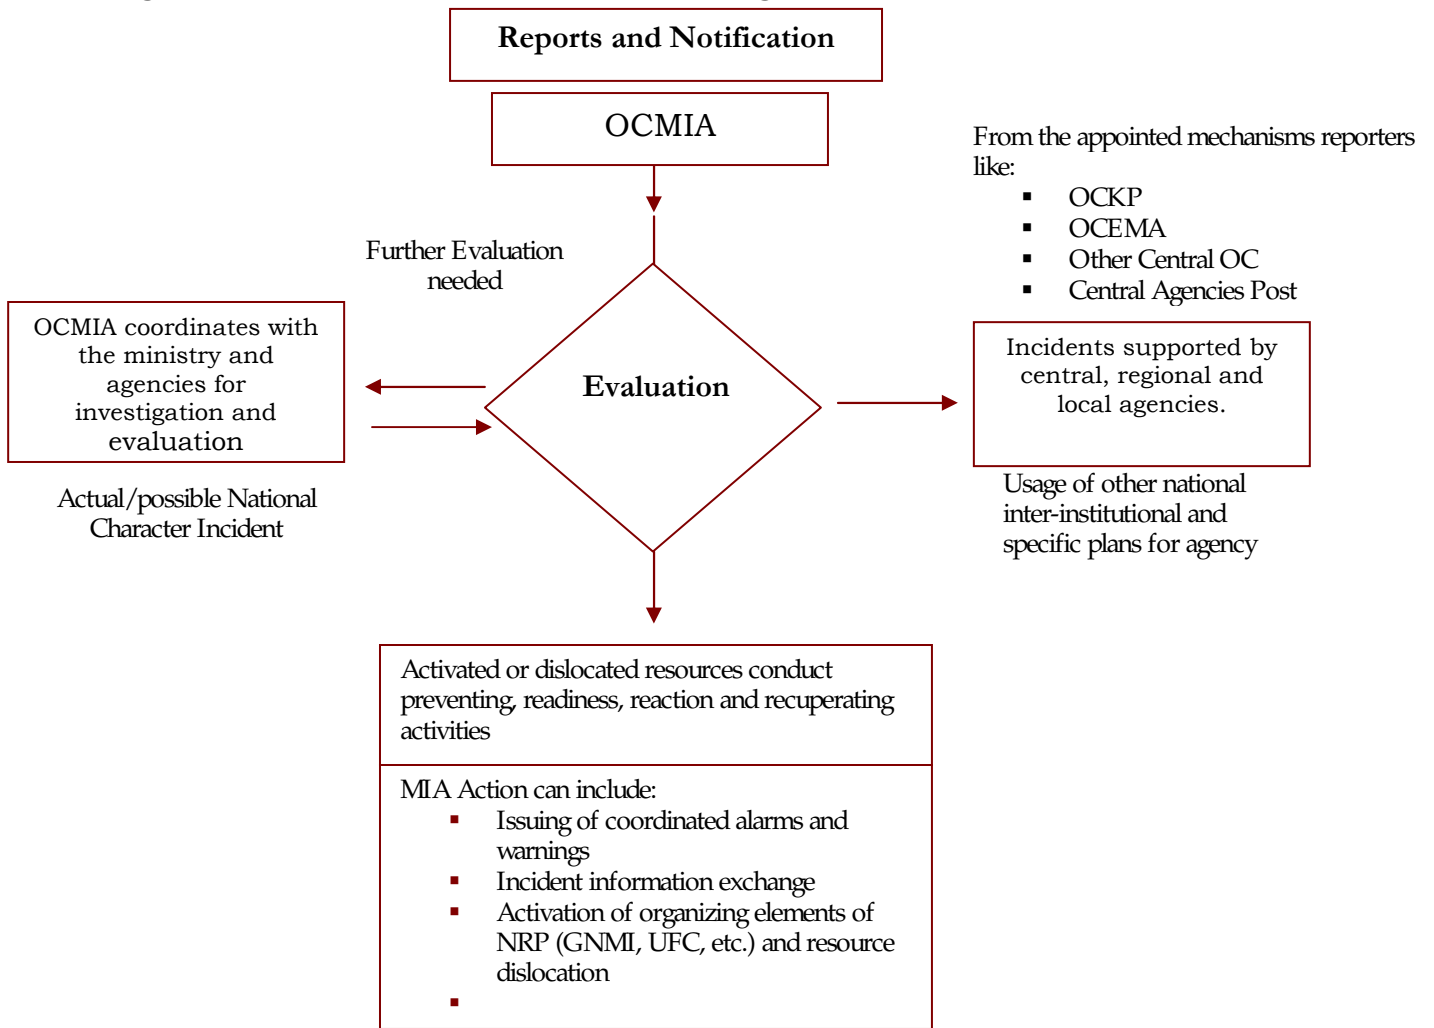 Reports and Notification
OCMIA
From the appointed mechanisms reporters
like:
▪ OCKP
▪ OCEMA
▪ Other Central OC
▪ Central Agencies Post
Further Evaluation
needed
OCMIA coordinates with
the ministry and
agencies for
investigation and
evaluation
Evaluation
Incidents supported by
central, regional and
local agencies.
Actual/possible National
Character Incident
Usage of other national
inter-institutional and
specific plans for agency
Activated or dislocated resources conduct
preventing, readiness, reaction and recuperating
activities
MIA Action can include:
▪ Issuing of coordinated alarms and
warnings
▪ Incident information exchange
▪ Activation of organizing elements of
NRP (GNMI, UFC, etc.) and resource
dislocation
▪